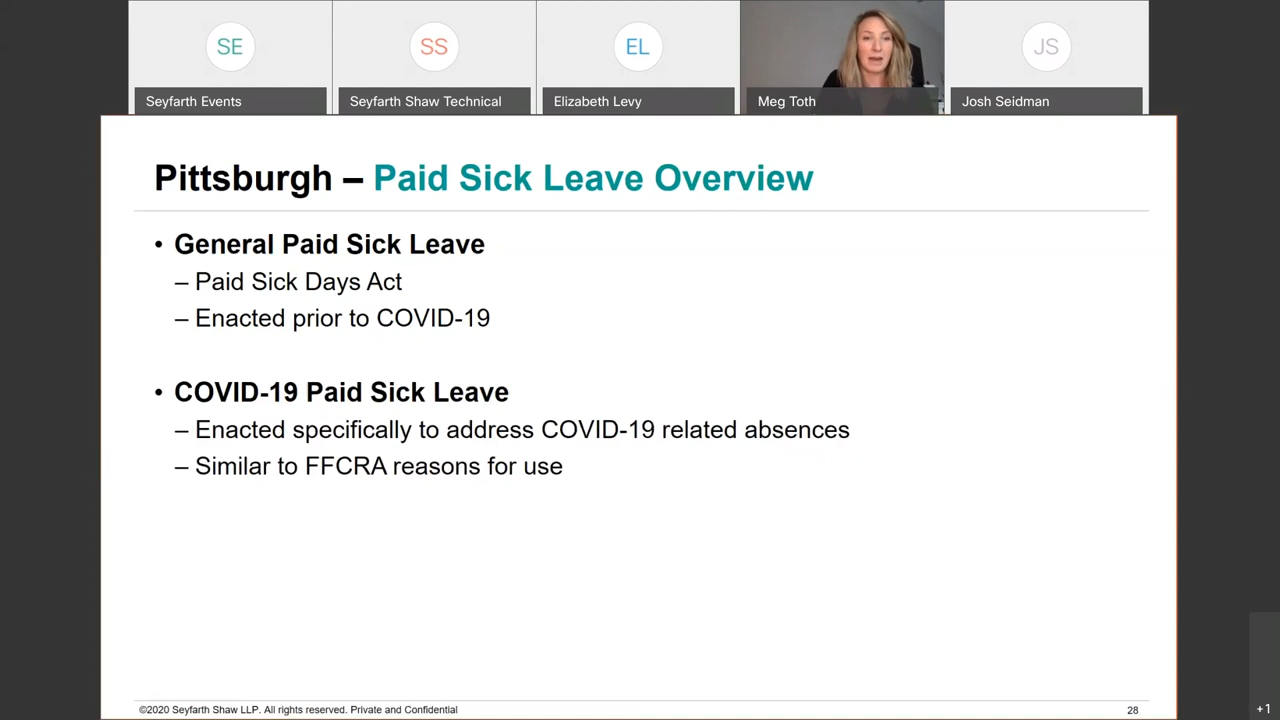 SE
SS
EL
JS
Seyfarth Events
Seyfarth Shaw Technical
Elizabeth Levy
Meg Toth
Josh Seidman
Pittsburgh – Paid Sick Leave Overview
• General Paid Sick Leave
– Paid Sick Days Act
– Enacted prior to COVID-19
• COVID-19 Paid Sick Leave
– Enacted specifically to address COVID-19 related absences
– Similar to FFCRA reasons for use
©2020 Seyfarth Shaw LLP. All rights reserved. Private and Confidential
28
+1